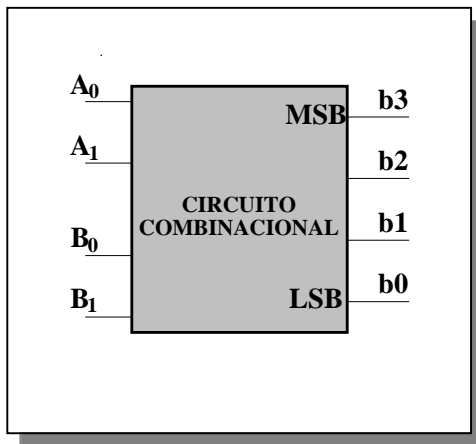 A0
A1
B0
B1
CIRCUITO
COMBINACIONAL
MSB
LSB
b3
b2
b1
b0